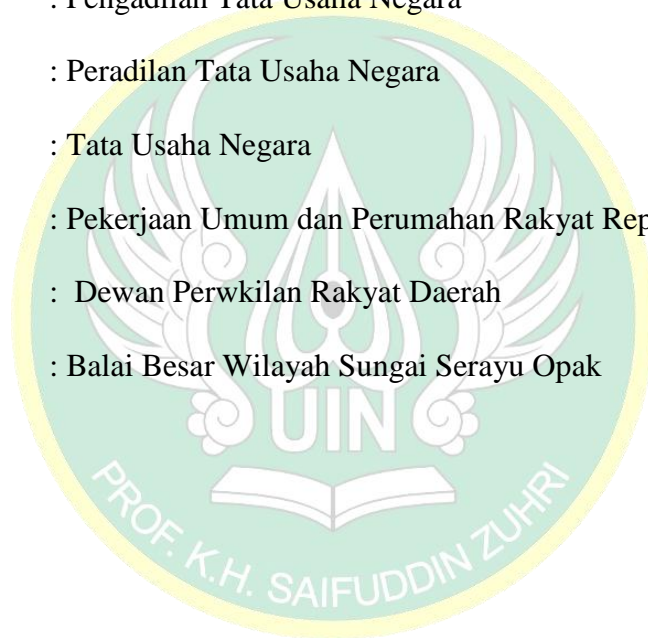 : Pengadilan Tata Usaha Negara
: Peradilan Tata Usaha Negara
: Tata Usaha Negara
: Pekerjaan Umum dan Perumahan Rakyat Rep
: Dewan Perwkilan Rakyat Daerah
: Balai Besar Wilayah Sungai Serayu Opak
UIN
PROF. K.H. SAIFUDDIN ZUHRI